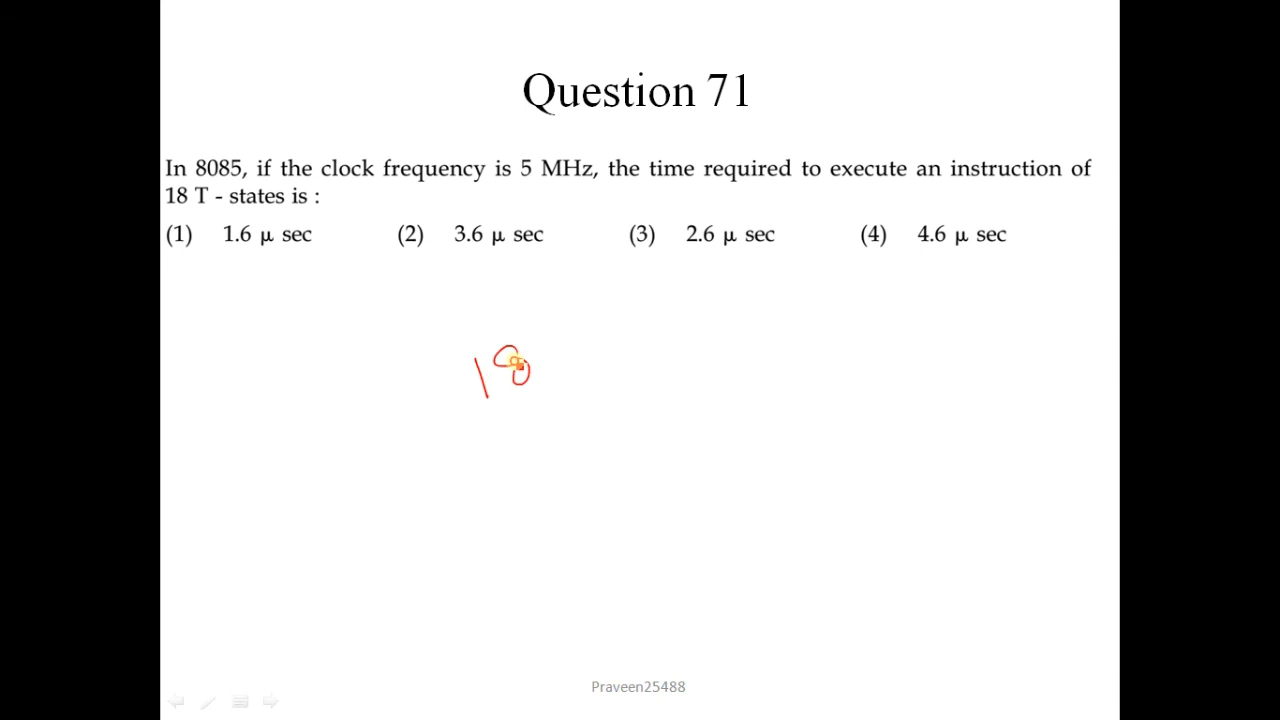 Question 71
In 8085, if the clock frequency is 5 MHz, the time required to execute an instruction of
18 T - states is :
(1) 1.6 μ sec (2) 3.6 μ sec (3) 2.6 μ sec (4) 4.6 μ sec
18
Praveen25488